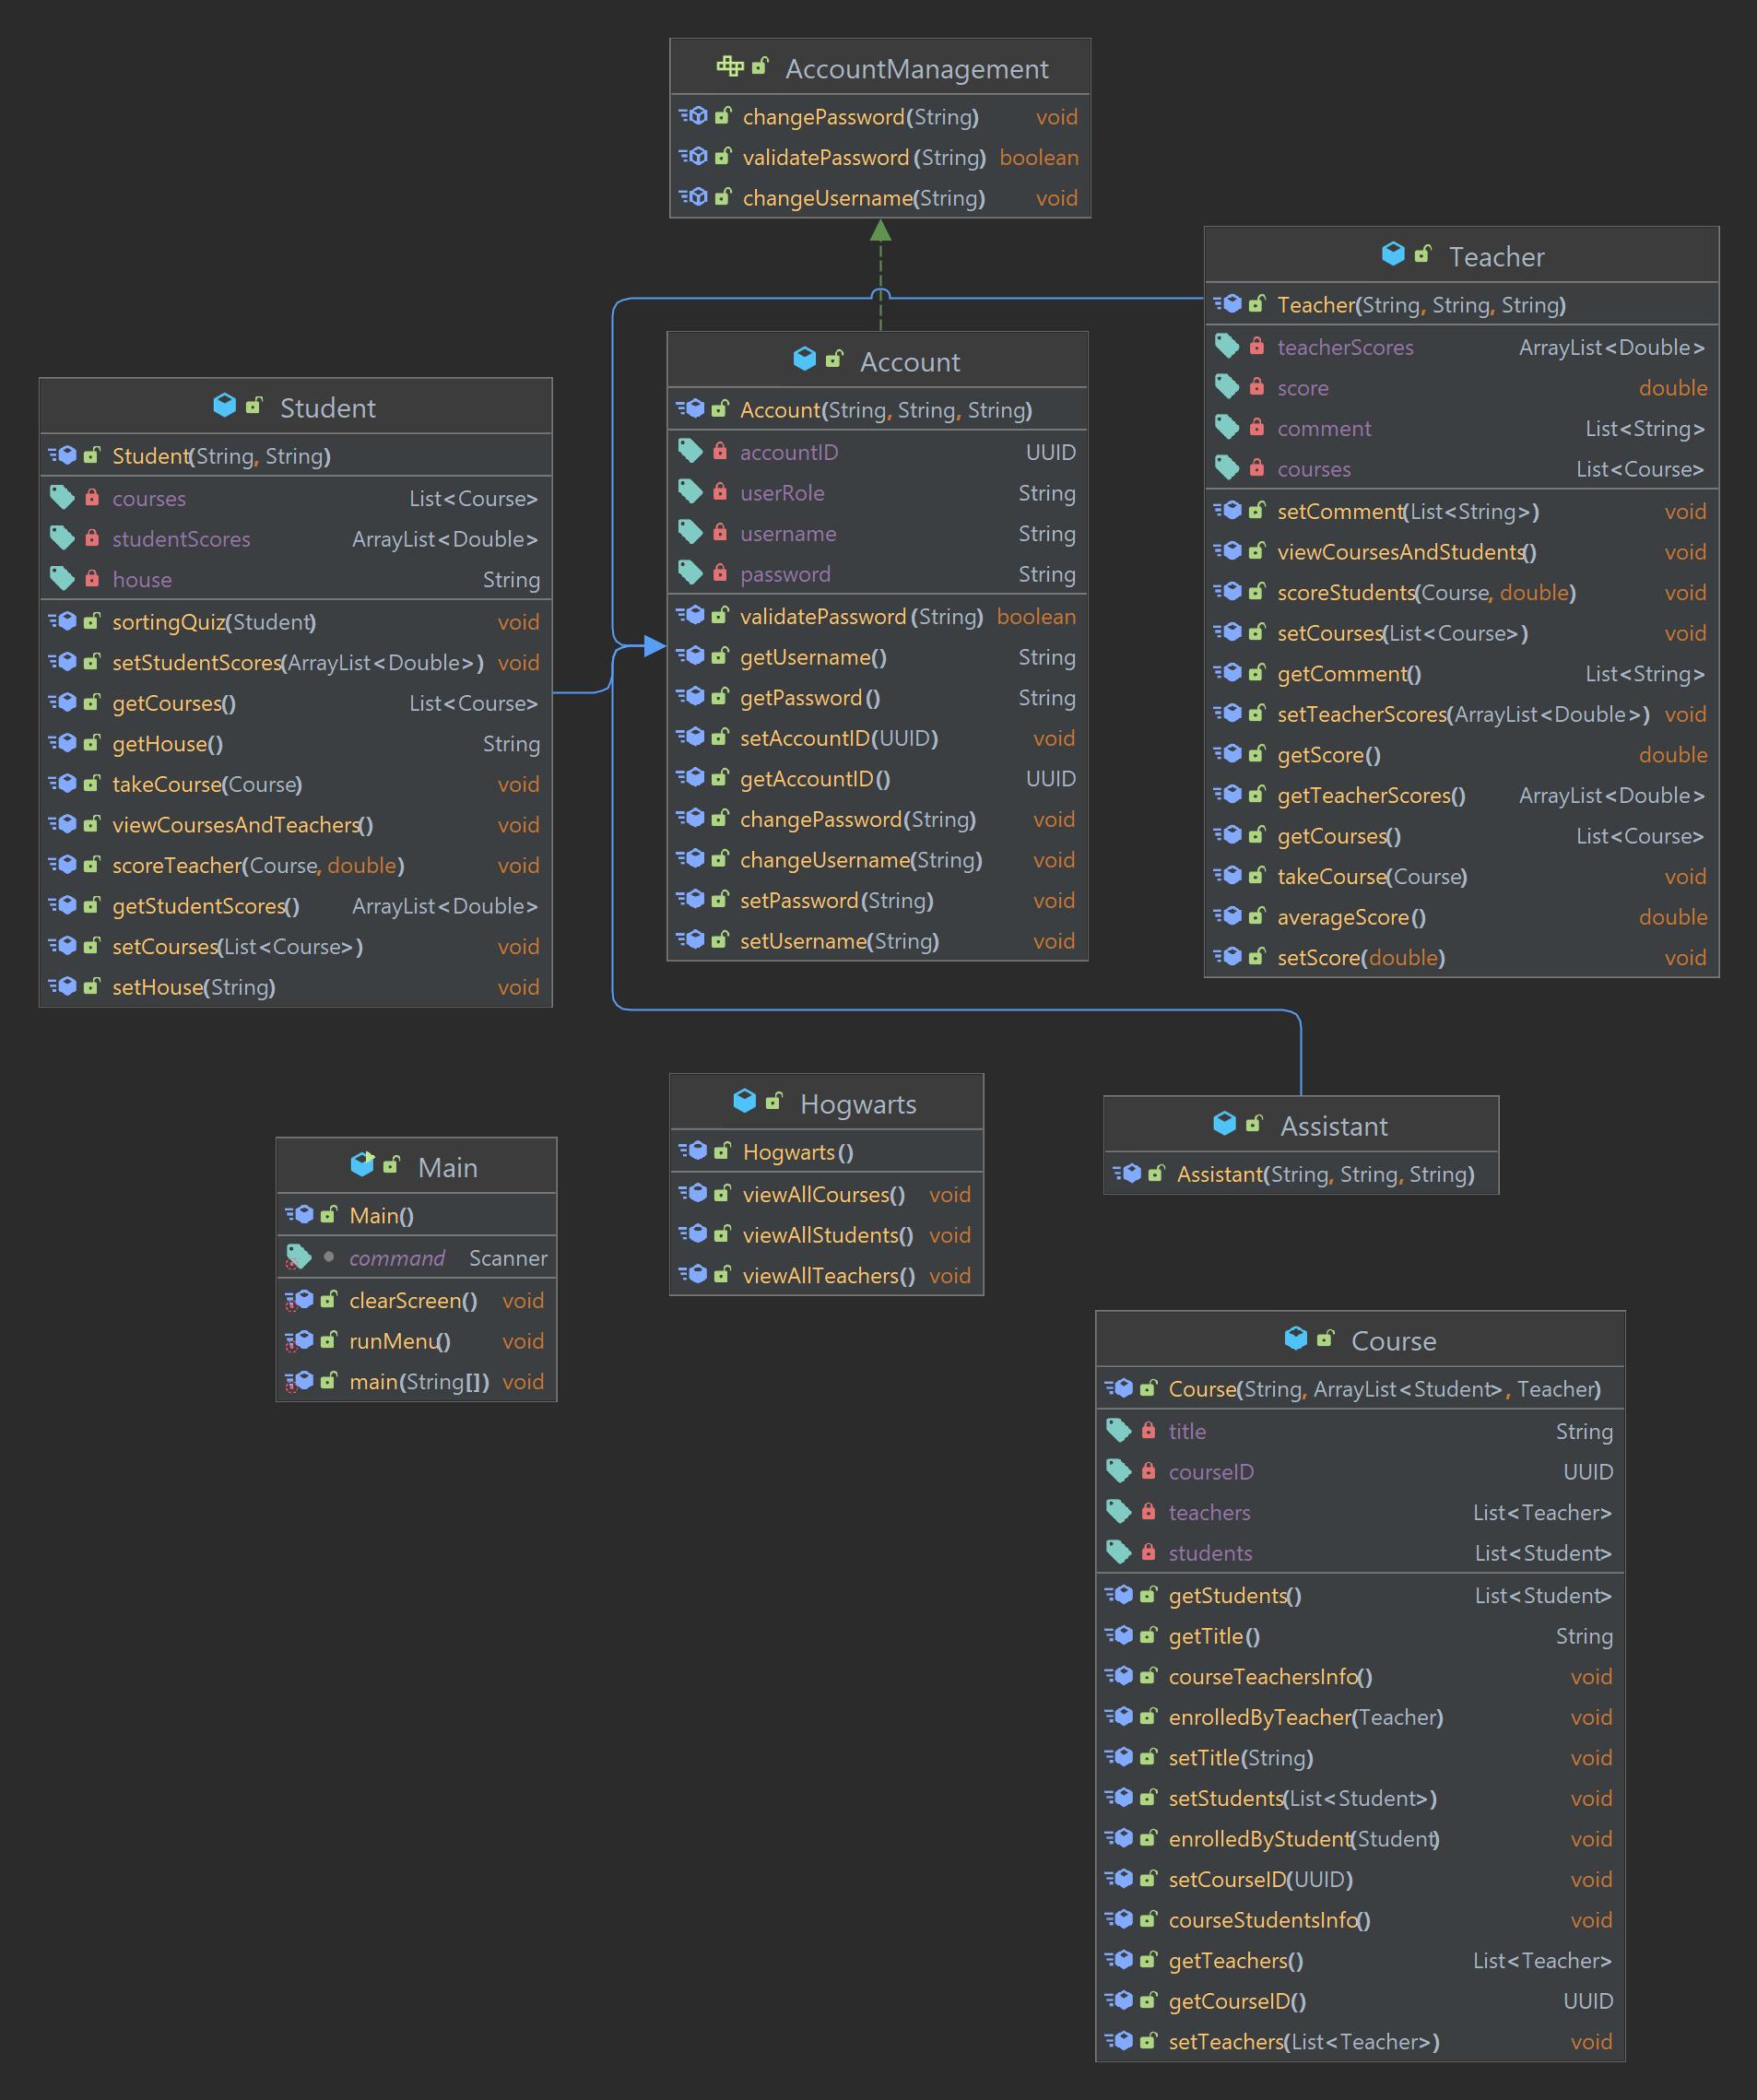 AccountManagement
changePassword(String) void
validatePassword(String) boolean
changeUsername(String) void
Teacher
Teacher(String, String, String)
teacherScores ArrayList<Double>
score double
comment List<String>
courses List<Course>
setComment(List<String>) void
viewCoursesAndStudents() void
scoreStudents(Course, double) void
setCourses(List<Course>) void
getComment() List<String>
setTeacherScores(ArrayList<Double>) void
getScore() double
getTeacherScores() ArrayList<Double>
getCourses() List<Course>
takeCourse(Course) void
averageScore() double
setScore(double) void
Account
Account(String, String, String)
accountID UUID
userRole String
username String
password String
validatePassword(String) boolean
getUsername() String
getPassword() String
setAccountID(UUID) void
getAccountID() UUID
changePassword(String) void
changeUsername(String) void
setPassword(String) void
setUsername(String) void
Student
Student(String, String)
courses List<Course>
studentScores ArrayList<Double>
house String
sortingQuiz(Student) void
setStudentScores(ArrayList<Double>) void
getCourses() List<Course>
getHouse() String
takeCourse(Course) void
viewCoursesAndTeachers() void
scoreTeacher(Course, double) void
getStudentScores() ArrayList<Double>
setCourses(List<Course>) void
setHouse(String) void
Hogwarts
Hogwarts()
viewAllCourses() void
viewAllStudents() void
viewAllTeachers() void
Assistant
Assistant(String, String, String)
Main
Main()
command Scanner
clearScreen() void
runMenu() void
main(String[]) void
Course
Course(String, ArrayList<Student>, Teacher)
title String
courseID UUID
teachers List<Teacher>
students List<Student>
getStudents() List<Student>
getTitle() String
courseTeachersInfo() void
enrolledByTeacher(Teacher) void
setTitle(String) void
setStudents(List<Student>) void
enrolledByStudent(Student) void
setCourseID(UUID) void
courseStudentsInfo() void
getTeachers() List<Teacher>
getCourseID() UUID
setTeachers(List<Teacher>) void